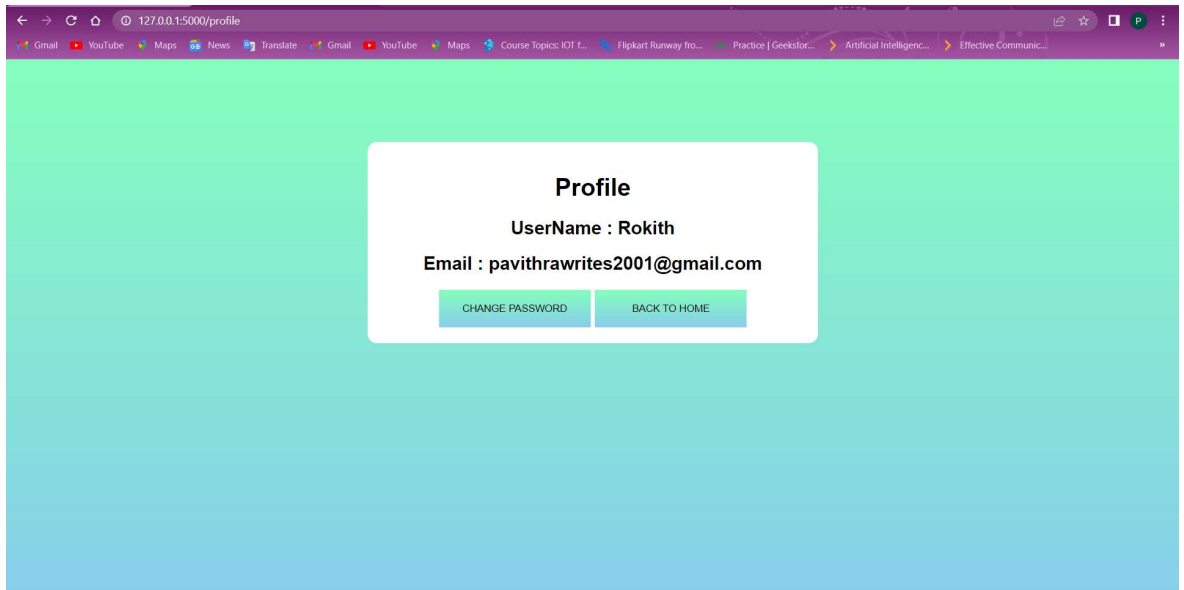 127.0.0.1:5000/profile
P
Gmail YouTube Maps News Translate Gmail YouTube Maps Course Topics: IOT f... Flipkart Runway fro... Practice | Geeksfor... Artificial Intelligenc... Effective Communic... »
Profile
UserName : Rokith
Email : pavithrawrites2001@gmail.com
CHANGE PASSWORD BACK TO HOME